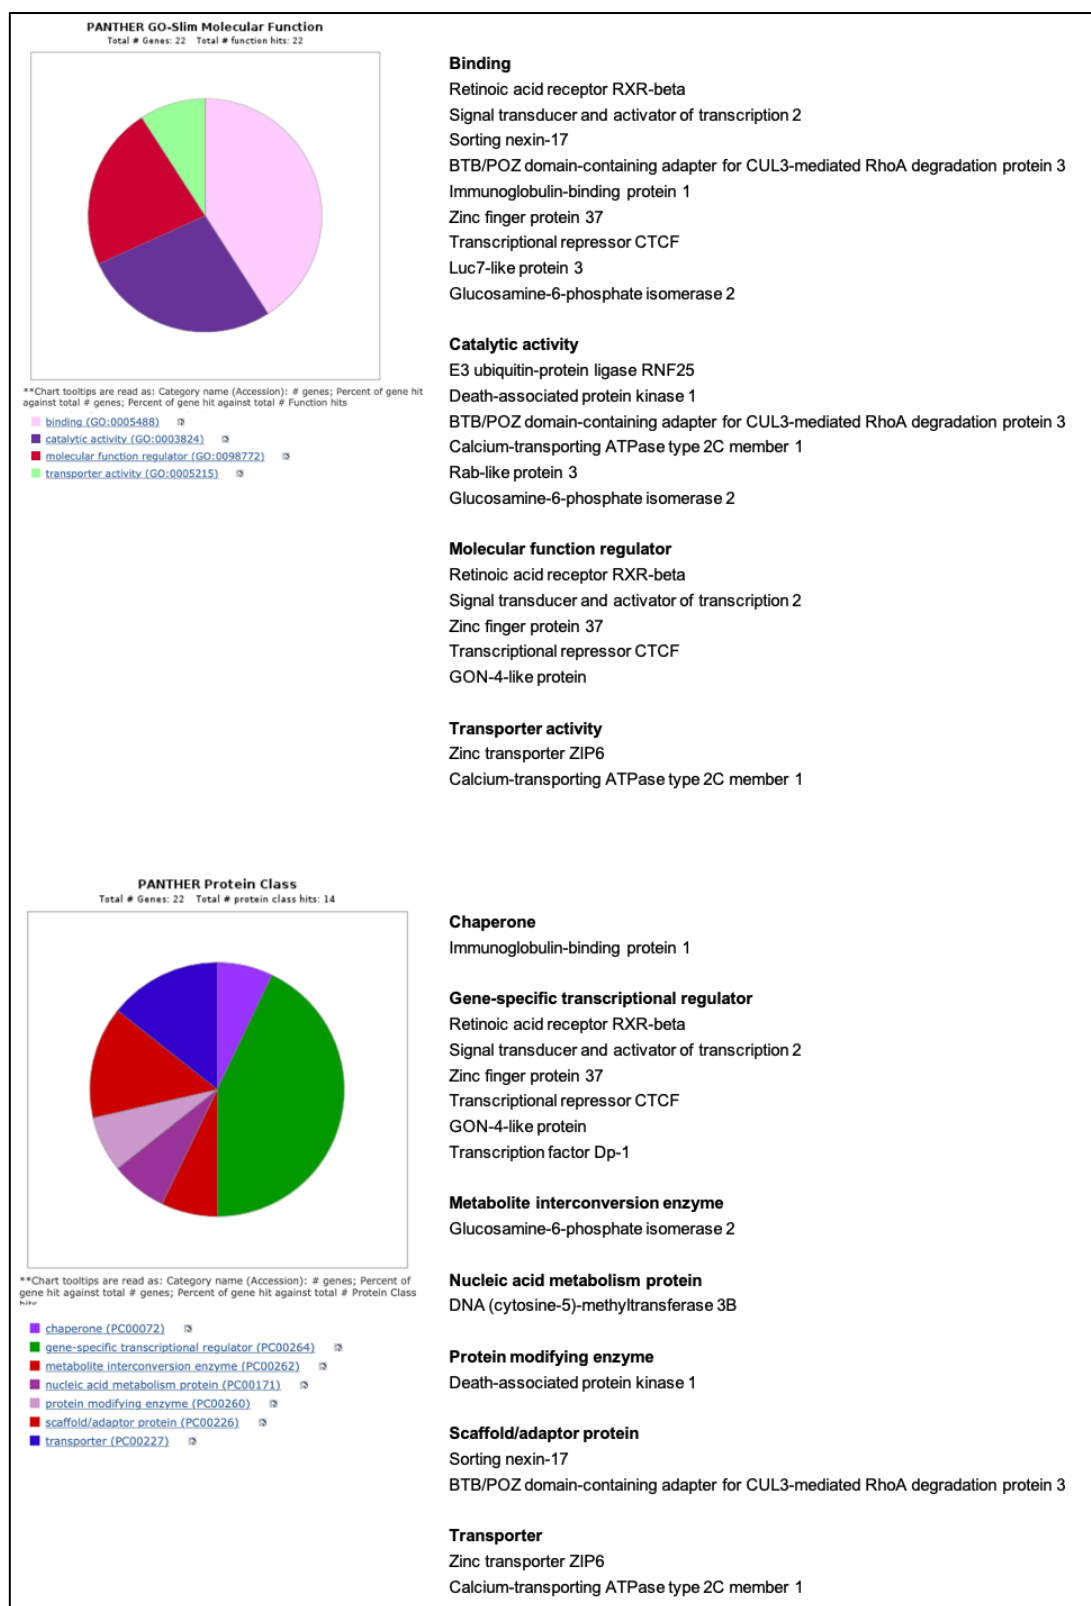 PANTHER GO-Slim Molecular Function
Total # Genes: 22 Total # function hits: 22
**Chart tooltips are read as: Category name (Accession): # genes; Percent of gene hit
against total # genes; Percent of gene hit against total # Function hits
binding (GO:0005488)
catalytic activity (GO:0003824)
molecular function regulator (GO:0098772)
transporter activity (GO:0005215)
Binding
Retinoic acid receptor RXR-beta
Signal transducer and activator of transcription 2
Sorting nexin-17
BTB/POZ domain-containing adapter for CUL3-mediated RhoA degradation protein 3
Immunoglobulin-binding protein 1
Zinc finger protein 37
Transcriptional repressor CTCF
Luc7-like protein 3
Glucosamine-6-phosphate isomerase 2
Catalytic activity
E3 ubiquitin-protein ligase RNF25
Death-associated protein kinase 1
BTB/POZ domain-containing adapter for CUL3-mediated RhoA degradation protein 3
Calcium-transporting ATPase type 2C member 1
Rab-like protein 3
Glucosamine-6-phosphate isomerase 2
Molecular function regulator
Retinoic acid receptor RXR-beta
Signal transducer and activator of transcription 2
Zinc finger protein 37
Transcriptional repressor CTCF
GON-4-like protein
Transporter activity
Zinc transporter ZIP6
Calcium-transporting ATPase type 2C member 1
PANTHER Protein Class
Total # Genes: 22 Total # protein class hits: 14
**Chart tooltips are read as: Category name (Accession): # genes; Percent of
gene hit against total # genes; Percent of gene hit against total # Protein Class
hits
chaperone (PC00072)
gene-specific transcriptional regulator (PC00264)
metabolite interconversion enzyme (PC00262)
nucleic acid metabolism protein (PC00171)
protein modifying enzyme (PC00260)
scaffold/adaptor protein (PC00226)
transporter (PC00227)
Chaperone
Immunoglobulin-binding protein 1
Gene-specific transcriptional regulator
Retinoic acid receptor RXR-beta
Signal transducer and activator of transcription 2
Zinc finger protein 37
Transcriptional repressor CTCF
GON-4-like protein
Transcription factor Dp-1
Metabolite interconversion enzyme
Glucosamine-6-phosphate isomerase 2
Nucleic acid metabolism protein
DNA (cytosine-5)-methyltransferase 3B
Protein modifying enzyme
Death-associated protein kinase 1
Scaffold/adaptor protein
Sorting nexin-17
BTB/POZ domain-containing adapter for CUL3-mediated RhoA degradation protein 3
Transporter
Zinc transporter ZIP6
Calcium-transporting ATPase type 2C member 1